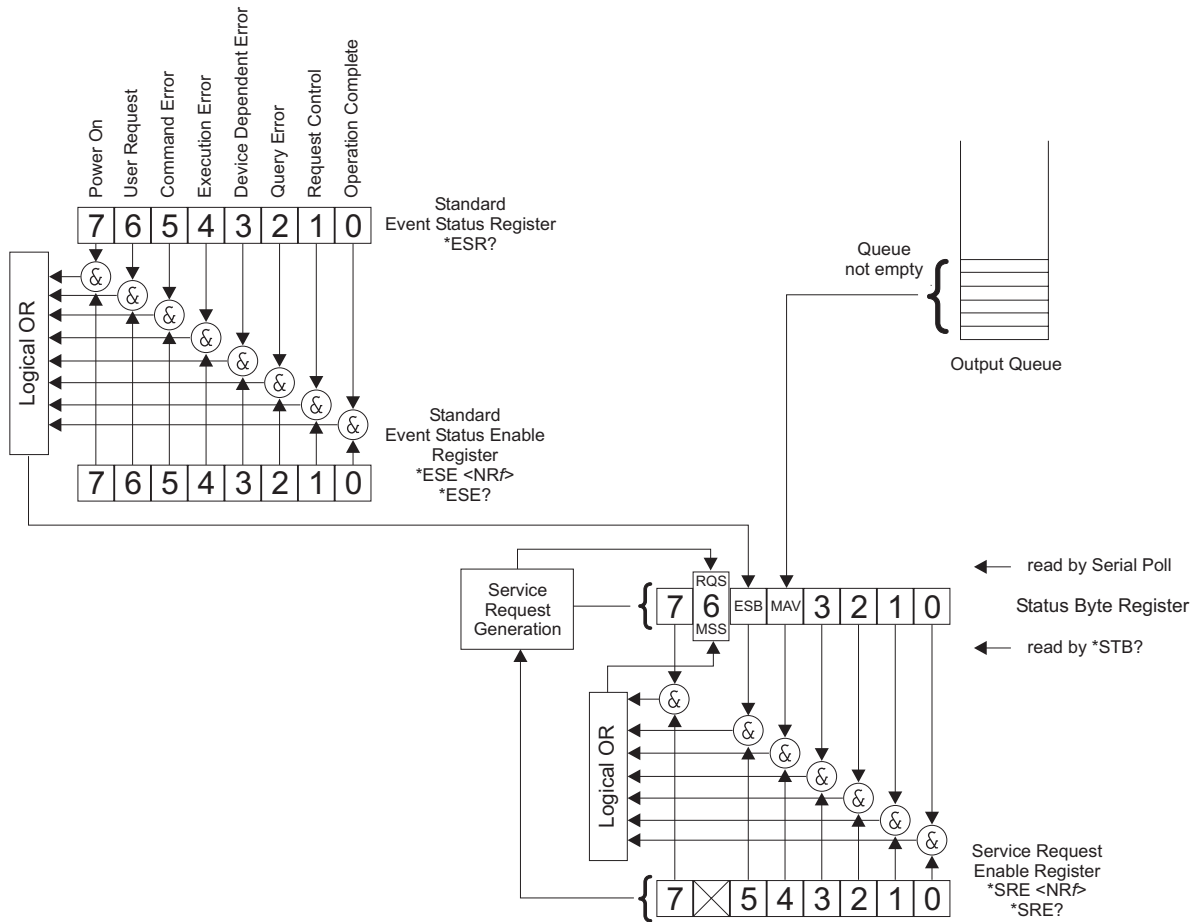 Power On
User Request
Command Error
Execution Error
Device Dependent Error
Query Error
Request Control
Operation Complete
7 6 5 4 3 2 1 0
Standard
Event Status Register
*ESR?
Logical OR
& & & & & & & &
Standard
Event Status Enable
Register
*ESE <NRf>
*ESE?
7 6 5 4 3 2 1 0
Queue
not empty
Output Queue
Service
Request
Generation
RQS
7 6 ESB MAV 3 2 1 0
MSS
read by Serial Poll
Status Byte Register
read by *STB?
Logical OR
& & & & & & &
7 5 4 3 2 1 0
Service Request
Enable Register
*SRE <NRf>
*SRE?